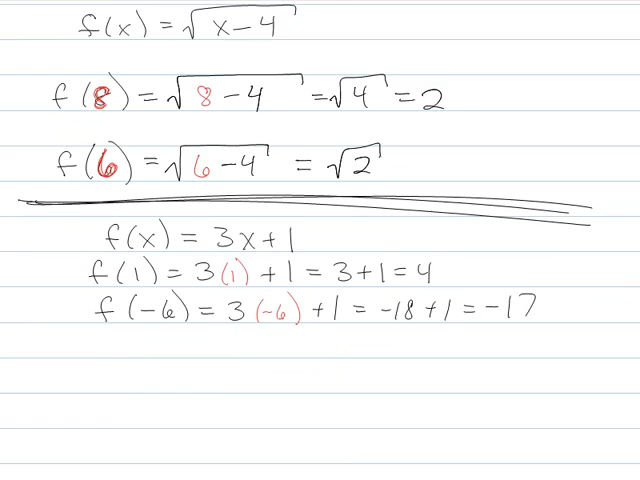 f(x) = √x-4
f(8) = √8-4 = √4 = 2
f(6) = √6-4 = √2
f(x) = 3x+1
f(1) = 3(1) + 1 = 3+1 = 4
f(-6) = 3(-6) + 1 = -18 + 1 = -17